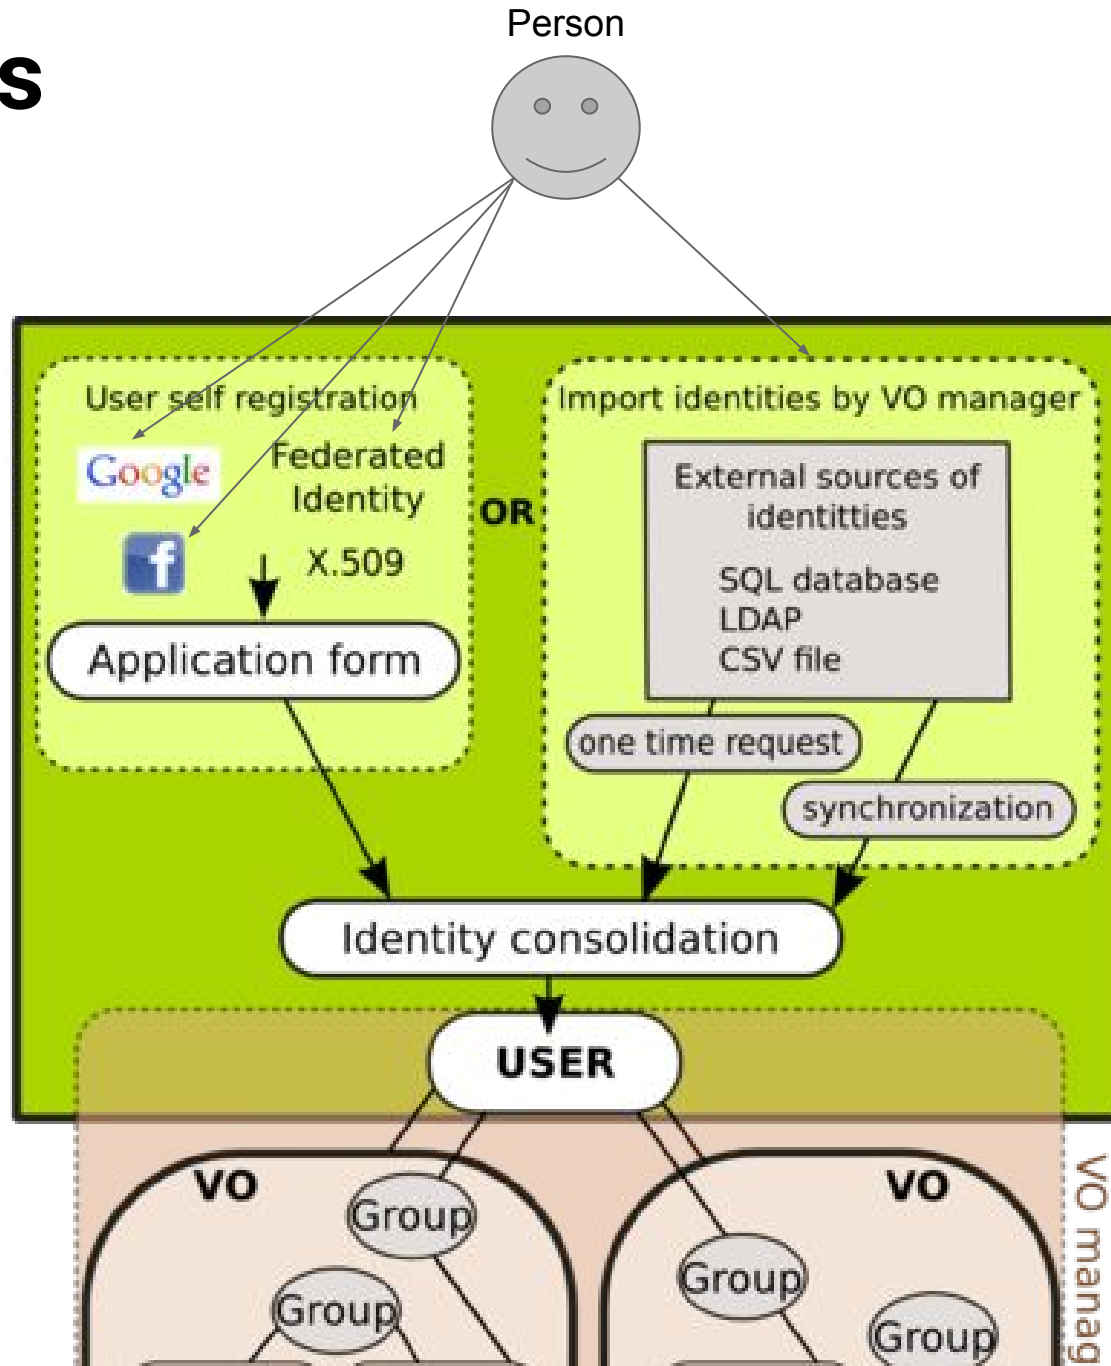 Person
s
User self registration
Google
Federated
Identity
f
X.509
Application form
OR
Import identities by VO manager
External sources of
identitties
SQL database
LDAP
CSV file
one time request
synchronization
Identity consolidation
USER
VO
Group
Group
VO
Group
Group
VO manag